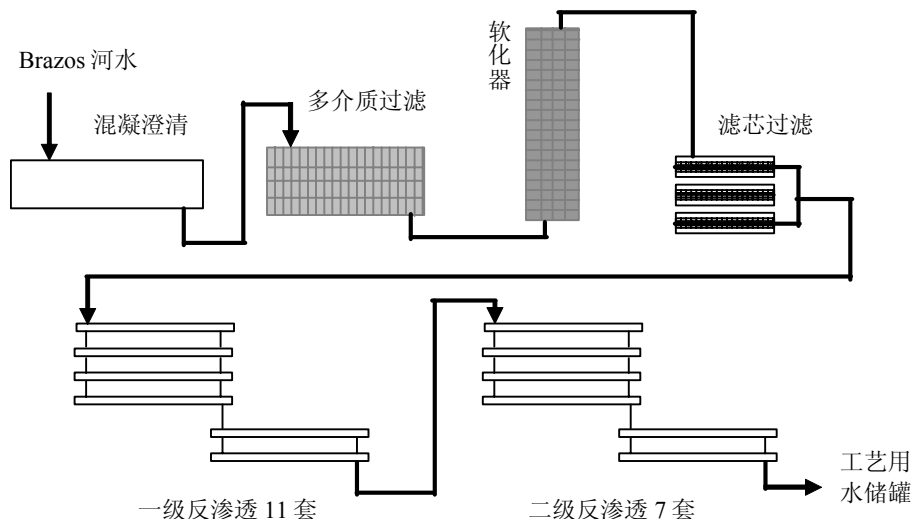 Brazos 河水
混凝澄清
多介质过滤
软
化
器
滤芯过滤
一级反渗透 11 套
二级反渗透 7 套
工艺用
水储罐